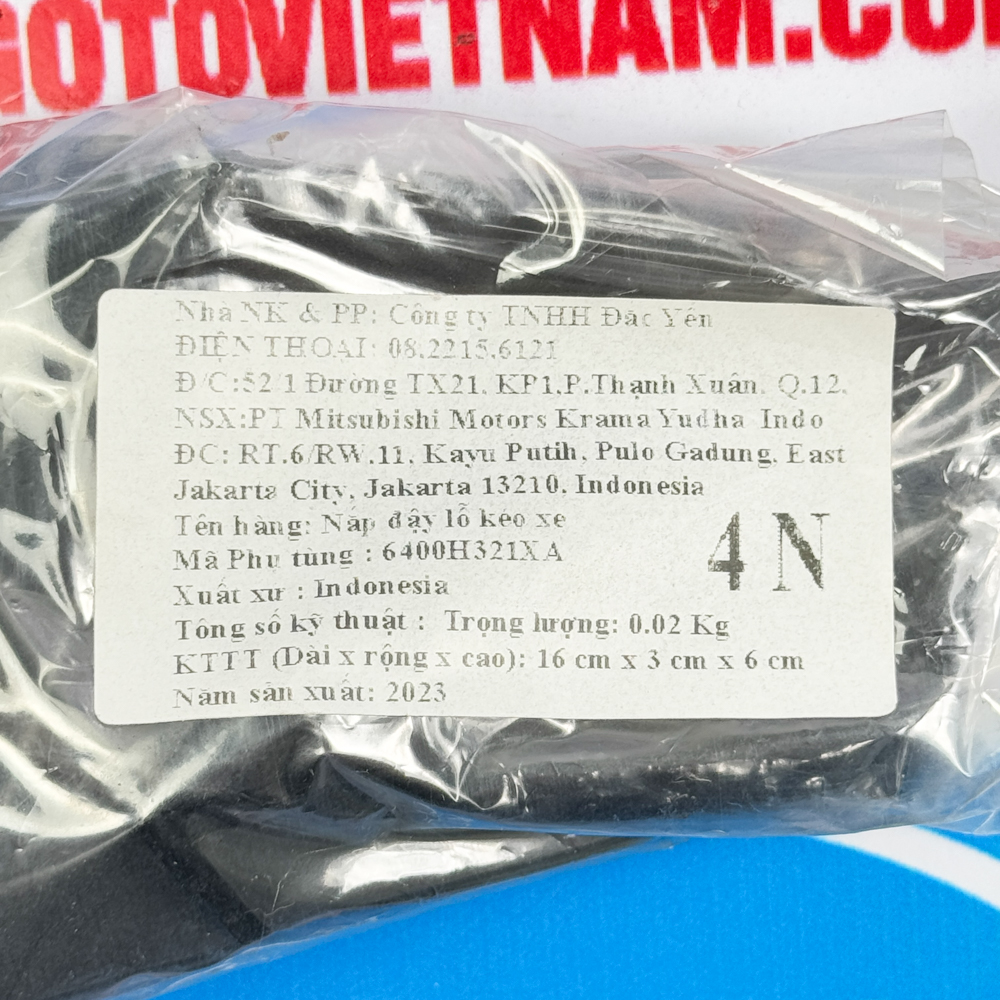 GOTOVIETNAM.CO
Nhà NK & PP: Công ty TNHH Đắc Yên
ĐIỆN THOẠI: 08.2215.6121
Đ/C:52/1 Đường TX21, KP1,P.Thạnh Xuân, Q.12,
NSX:PT Mitsubishi Motors Krama Yudha Indo
ĐC: RT.6/RW.11, Kayu Putih, Pulo Gadung, East
Jakarta City, Jakarta 13210, Indonesia
Tên hàng: Nắp đậy lỗ kéo xe
Mã Phụ tùng : 6400H321XA
4N
Xuất xứ : Indonesia
Tông số kỹ thuật : Trọng lượng: 0.02 Kg
KTTT (Dài x rộng x cao): 16 cm x 3 cm x 6 cm
Năm sản xuất: 2023